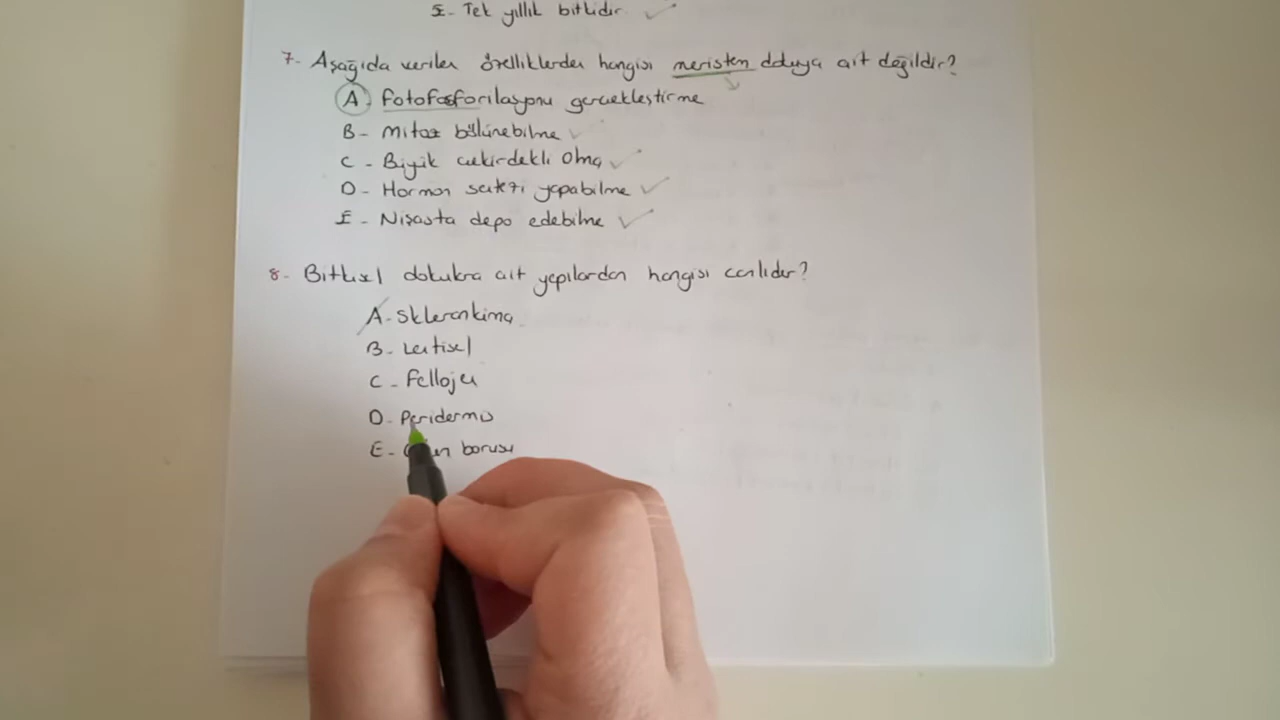 E- Tek yıllık bitkidir.
7- Aşağıda verilen özelliklerden hangisi meristem dokuya ait değildir?
A- Fotofosforilasyonu gerçekleştirme
B- Mitoz bölünebilme
C- Büyük çekirdekli olma
D- Hormon sentezi yapabilme
E- Nişasta depo edebilme
8- Bitkisel dokulara ait yapılardan hangisi canlıdır?
A- Sklerankima
B- Lentisel
C- Fellojen
D- Peridermis
E- borusu